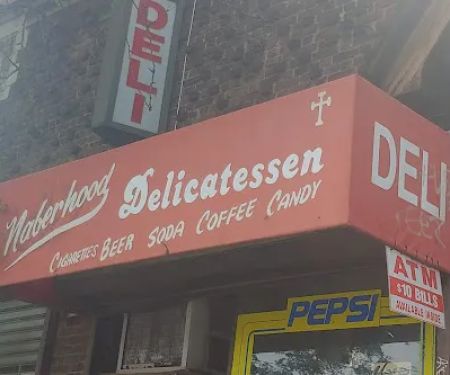 DELI
Naberhood Delicatessen
CIGARETTES BEER SODA COFFEE CANDY
DELI
ATM
$10 BILLS
AVAILABLE INSIDE
PEPSI